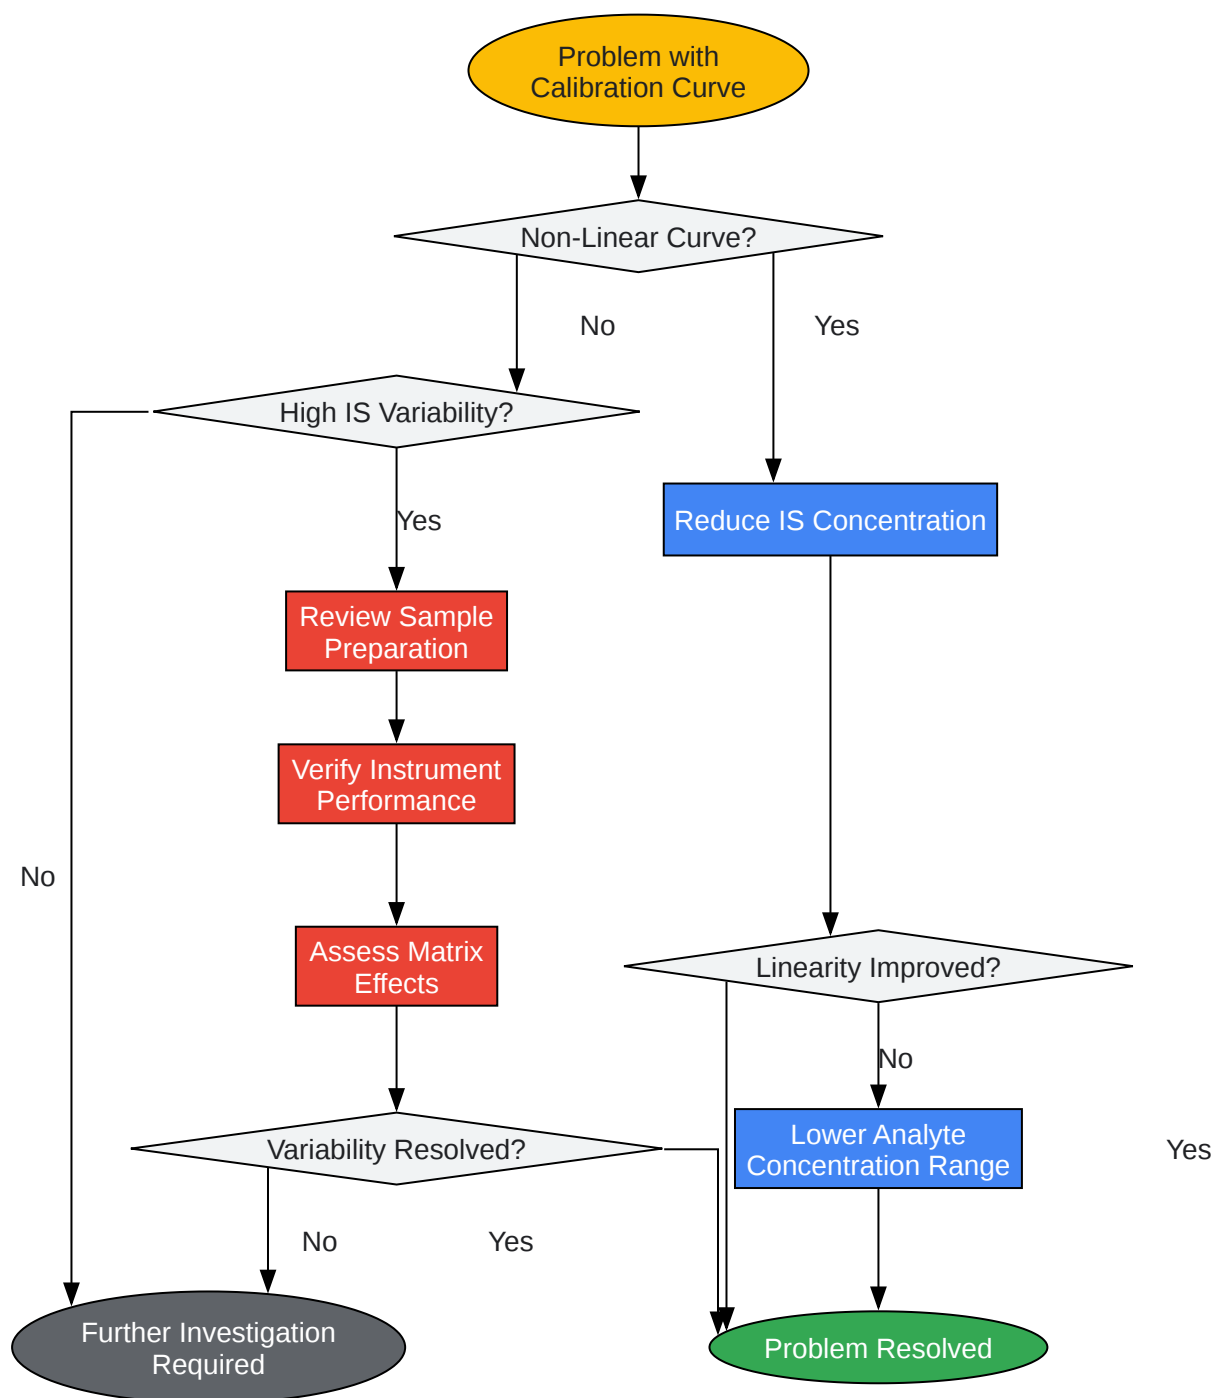 Problem with
Calibration Curve
Non-Linear Curve?
No
Yes
High IS Variability?
Yes
Reduce IS Concentration
Review Sample
Preparation
Verify Instrument
Performance
No
Assess Matrix
Effects
Linearity Improved?
No
Lower Analyte
Concentration Range
Variability Resolved?
Yes
No
Yes
Further Investigation
Required
Problem Resolved